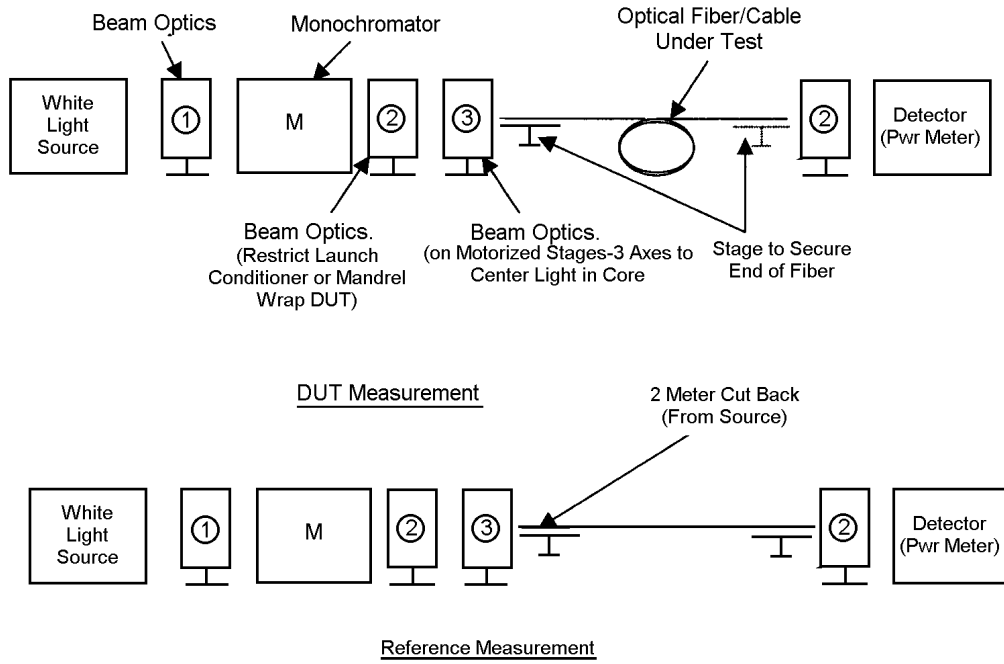 Beam Optics
Monochromator
Optical Fiber/Cable
Under Test
White
Light
Source
1
M
2
3
2
Detector
(Pwr Meter)
Beam Optics.
(Restrict Launch
Conditioner or Mandrel
Wrap DUT)
Beam Optics.
(on Motorized Stages-3 Axes to
Center Light in Core
Stage to Secure
End of Fiber
DUT Measurement
2 Meter Cut Back
(From Source)
White
Light
Source
1
M
2
3
2
Detector
(Pwr Meter)
Reference Measurement